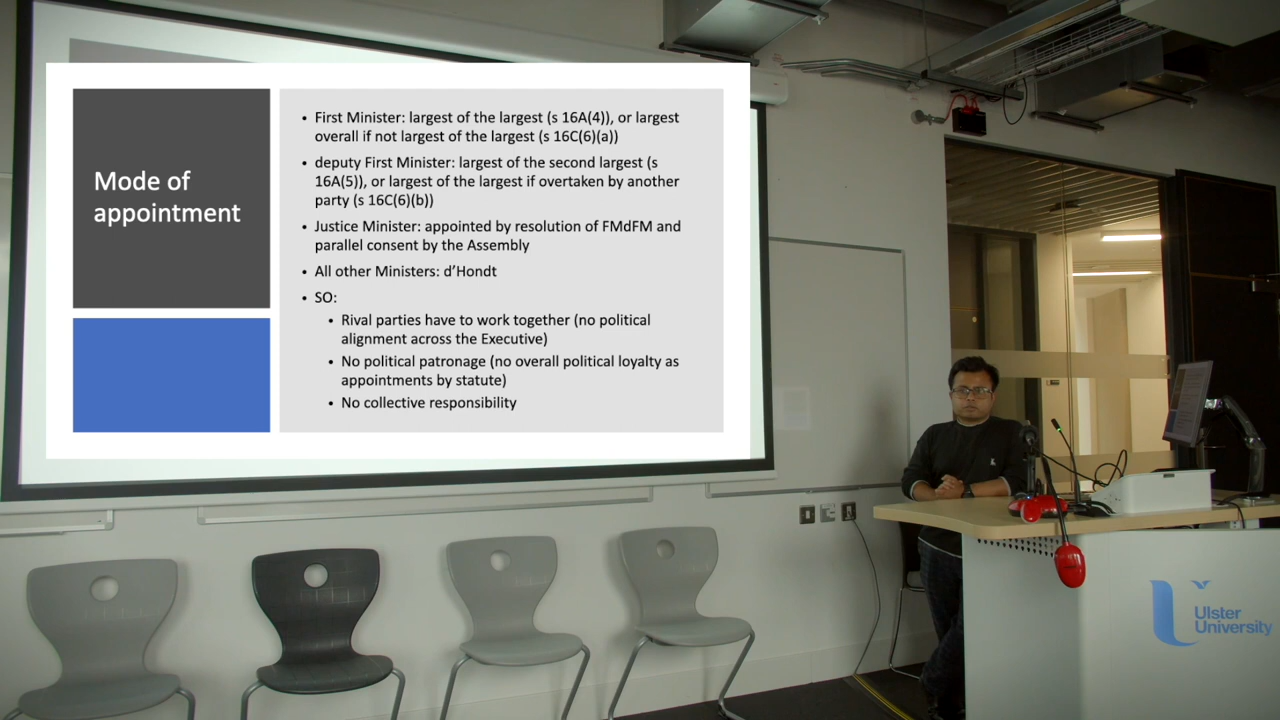 Mode of
appointment
• First Minister: largest of the largest (s 16A(4)), or largest
overall if not largest of the largest (s 16C(6)(a))
• deputy First Minister: largest of the second largest (s
16A(5)), or largest of the largest if overtaken by another
party (s 16C(6)(b))
• Justice Minister: appointed by resolution of FMdFM and
parallel consent by the Assembly
• All other Ministers: d’Hondt
• SO:
• Rival parties have to work together (no political
alignment across the Executive)
• No political patronage (no overall political loyalty as
appointments by statute)
• No collective responsibility
Ulster
University